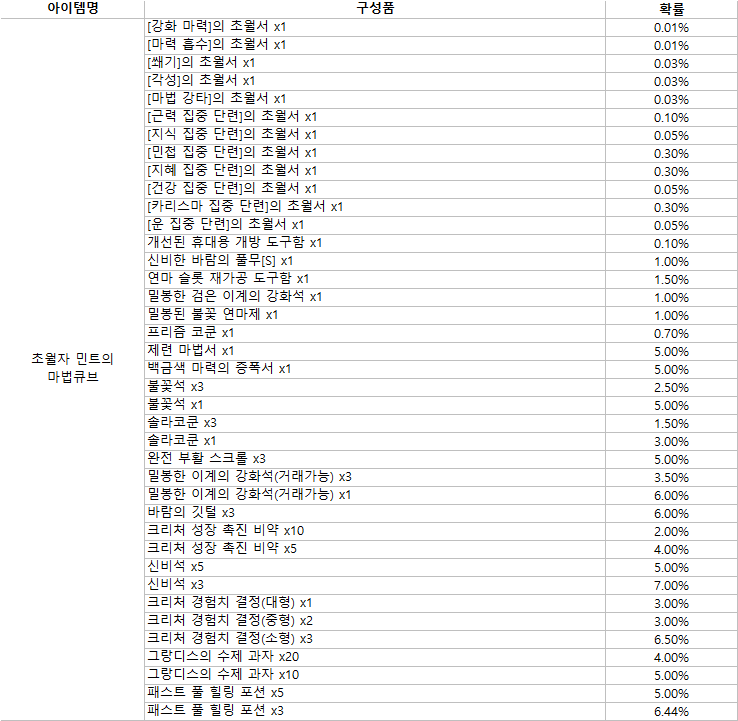 아이템명 구성품 확률
[강화 마력]의 초월서 x1 0.01%
[마력 흡수]의 초월서 x1 0.01%
[쐐기]의 초월서 x1 0.03%
[각성]의 초월서 x1 0.03%
[마법 강타]의 초월서 x1 0.03%
[근력 집중 단련]의 초월서 x1 0.10%
[지식 집중 단련]의 초월서 x1 0.05%
[민첩 집중 단련]의 초월서 x1 0.30%
[지혜 집중 단련]의 초월서 x1 0.30%
[건강 집중 단련]의 초월서 x1 0.05%
[카리스마 집중 단련]의 초월서 x1 0.30%
[운 집중 단련]의 초월서 x1 0.05%
개선된 휴대용 개방 도구함 x1 0.10%
신비한 바람의 풀무[S] x1 1.00%
연마 슬롯 재가공 도구함 x1 1.50%
밀봉한 검은 이계의 강화석 x1 1.00%
밀봉된 불꽃 연마제 x1 1.00%
프리즘 코쿤 x1 0.70%
제련 마법서 x1 5.00%
초월자 민트의
마법큐브
백금색 마력의 증폭서 x1 5.00%
불꽃석 x3 2.50%
불꽃석 x1 5.00%
솔라코쿤 x3 1.50%
솔라코쿤 x1 3.00%
완전 부활 스크롤 x3 5.00%
밀봉한 이계의 강화석(거래가능) x3 3.50%
밀봉한 이계의 강화석(거래가능) x1 6.00%
바람의 깃털 x3 6.00%
크리처 성장 촉진 비약 x10 2.00%
크리처 성장 촉진 비약 x5 4.00%
신비석 x5 5.00%
신비석 x3 7.00%
크리처 경험치 결정(대형) x1 3.00%
크리처 경험치 결정(중형) x2 3.00%
크리처 경험치 결정(소형) x3 6.50%
그랑디스의 수제 과자 x20 4.00%
그랑디스의 수제 과자 x10 5.00%
패스트 풀 힐링 포션 x5 5.00%
패스트 풀 힐링 포션 x3 6.44%